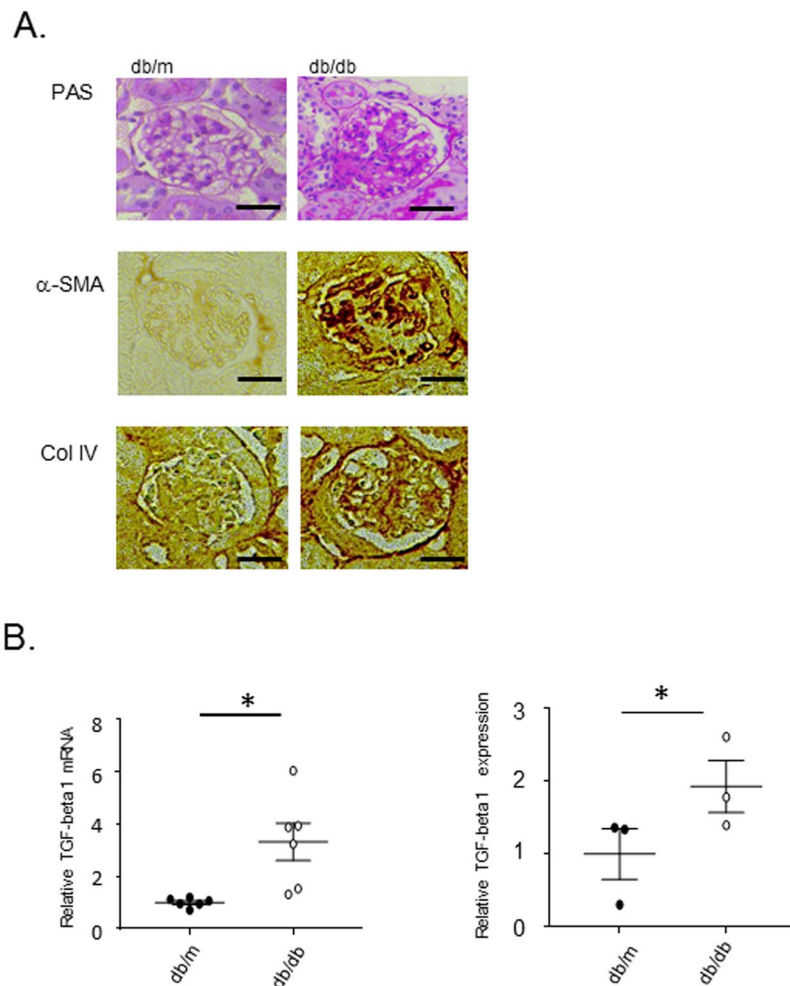 A.
db/m db/db
PAS
α-SMA
Col IV
B.
*
8
6
4
2
0
Relative TGF-beta1 mRNA
db/m
db/db
*
3
2
1
0
Relative TGF-beta1 expression
db/m
db/db